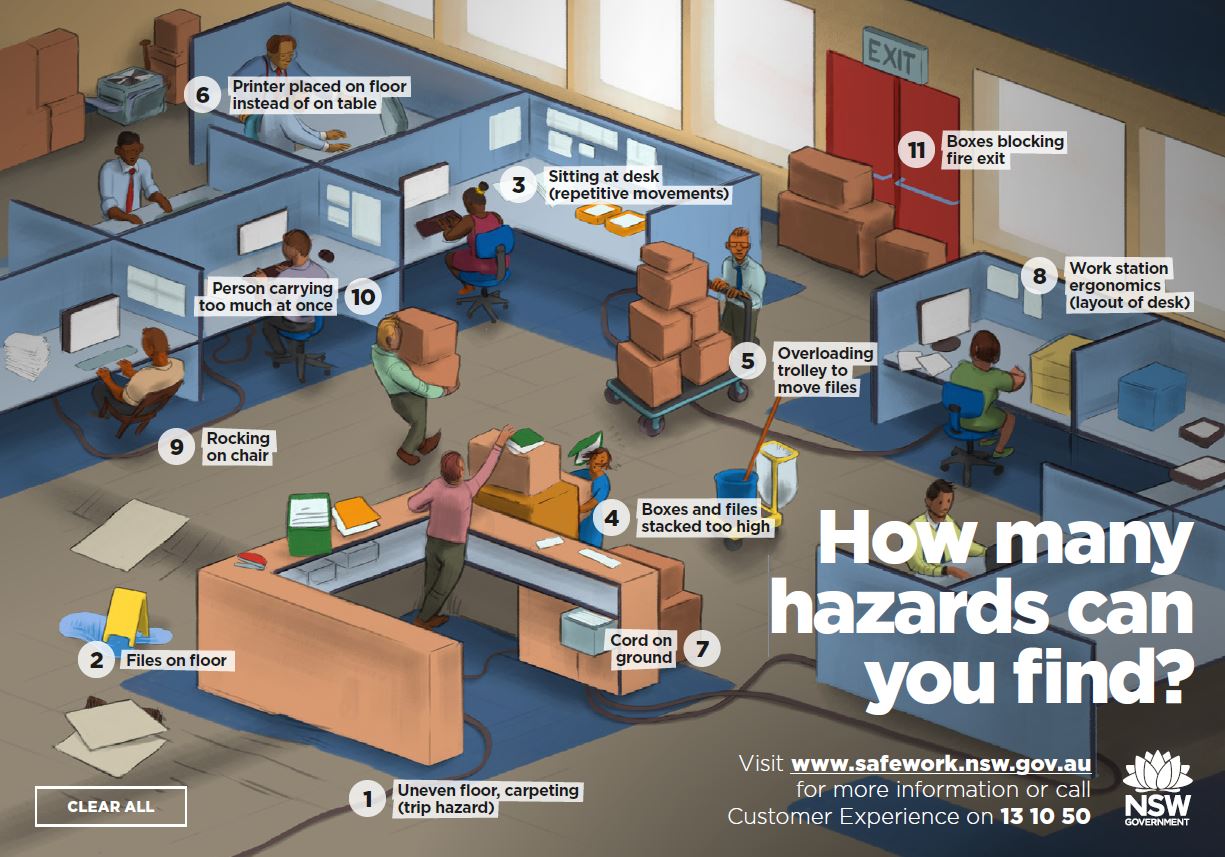 EXIT
6
Printer placed on floor
instead of on table
11
Boxes blocking
fire exit
3
Sitting at desk
(repetitive movements)
8
Work station
ergonomics
(layout of desk)
Person carrying
too much at once
10
5
Overloading
trolley to
move files
9
Rocking
on chair
4
Boxes and files
stacked too high
How many
hazards can
you find?
Cord on
ground
7
2
Files on floor
1
Uneven floor, carpeting
(trip hazard)
CLEAR ALL
Visit www.safework.nsw.gov.au
for more information or call
Customer Experience on 13 10 50
NSW
GOVERNMENT